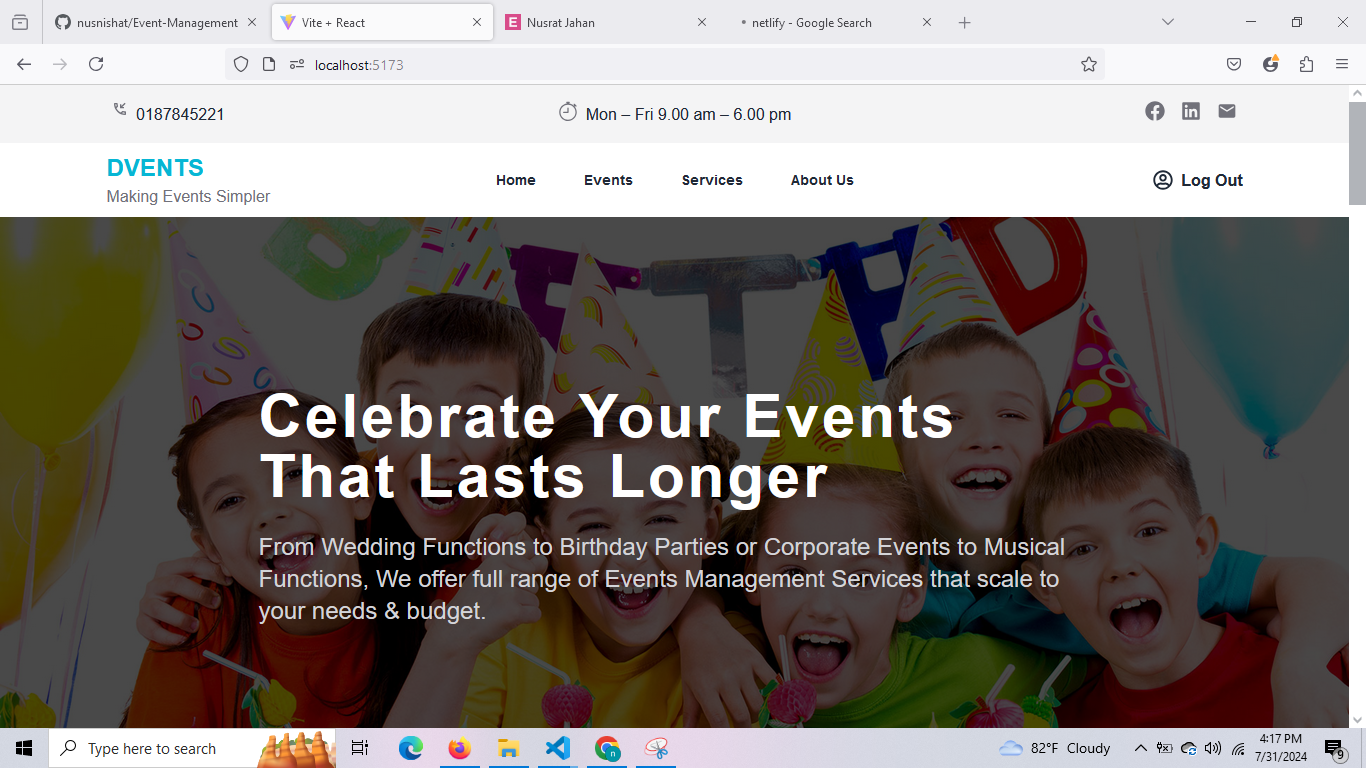 nusnishat/Event-Management
Vite + React
Nusrat Jahan
netlify - Google Search
localhost:5173
0187845221
Mon – Fri 9.00 am – 6.00 pm
DVENTS
Making Events Simpler
Home
Events
Services
About Us
Log Out
Celebrate Your Events
That Lasts Longer
From Wedding Functions to Birthday Parties or Corporate Events to Musical
Functions, We offer full range of Events Management Services that scale to
your needs & budget.
Type here to search
82°F Cloudy
4:17 PM
7/31/2024
9